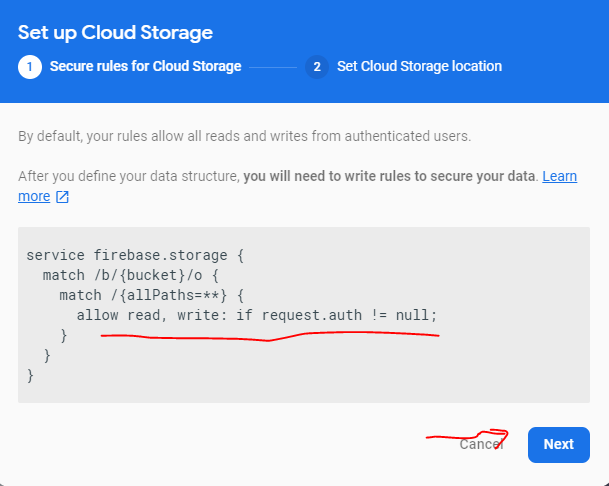 Set up Cloud Storage
1 Secure rules for Cloud Storage 2 Set Cloud Storage location
By default, your rules allow all reads and writes from authenticated users.
After you define your data structure, you will need to write rules to secure your data. Learn
more
service firebase.storage {
  match /b/{bucket}/o {
    match /{allPaths=**} {
      allow read, write: if request.auth != null;
    }
  }
}
Cancel Next